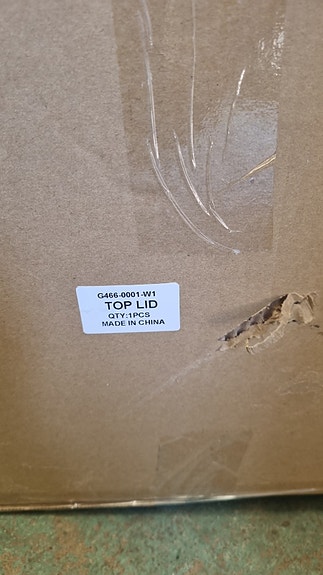 G466-0001-W1
TOP LID
QTY:1PCS
MADE IN CHINA